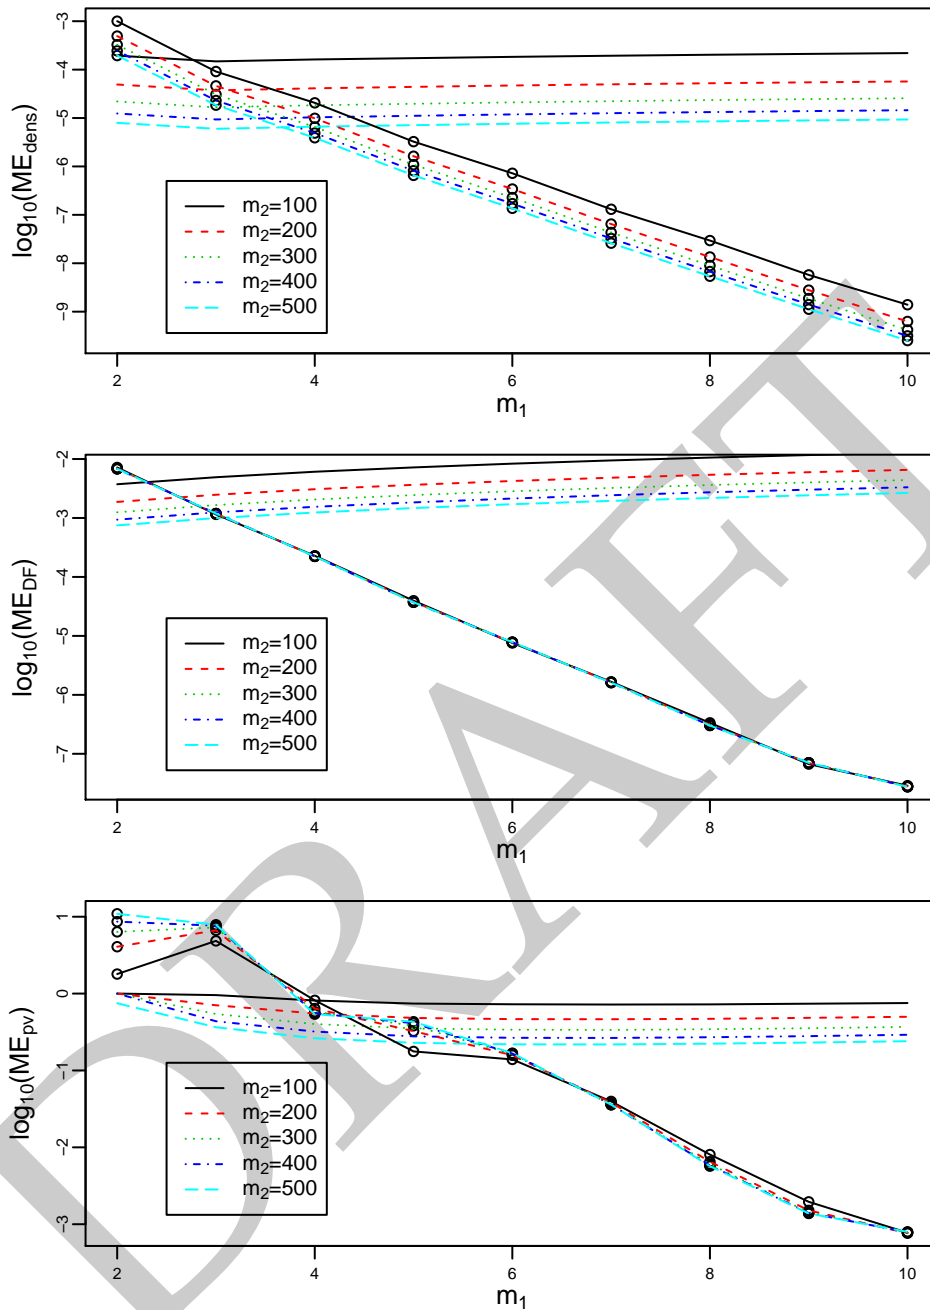 log₁₀(ME_dens)
-3
-4
-5
-6
-7
-8
-9
m₂=100
m₂=200
m₂=300
m₂=400
m₂=500
2 4 6 8 10
m₁
log₁₀(ME_DF)
-2
-3
-4
-5
-6
-7
m₂=100
m₂=200
m₂=300
m₂=400
m₂=500
2 4 6 8 10
m₁
log₁₀(ME_pv)
1
0
-1
-2
-3
m₂=100
m₂=200
m₂=300
m₂=400
m₂=500
2 4 6 8 10
m₁
DRAFT